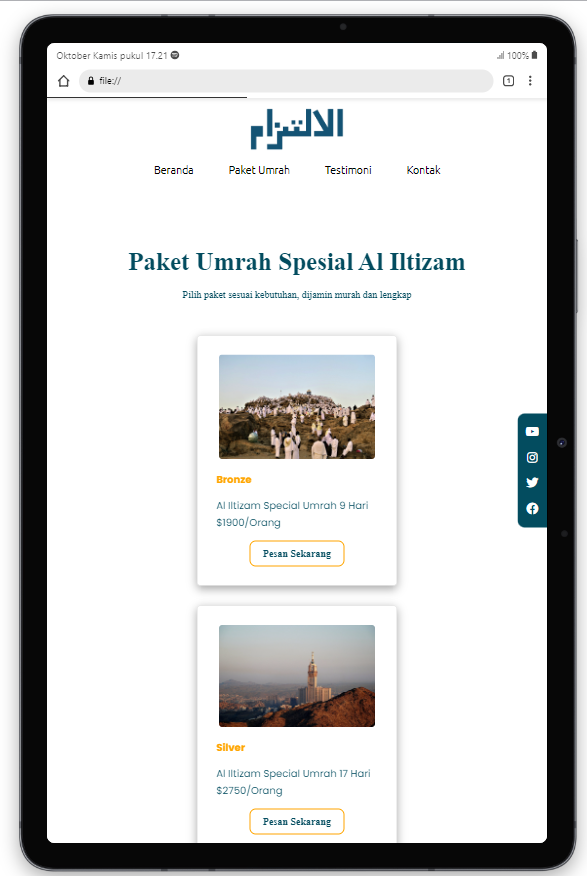 Oktober Kamis pukul 17.21
100%
file://
1
الالتزام
Beranda Paket Umrah Testimoni Kontak
Paket Umrah Spesial Al Iltizam
Pilih paket sesuai kebutuhan, dijamin murah dan lengkap
Bronze
Al Iltizam Special Umrah 9 Hari
$1900/Orang
Pesan Sekarang
Silver
Al Iltizam Special Umrah 17 Hari
$2750/Orang
Pesan Sekarang